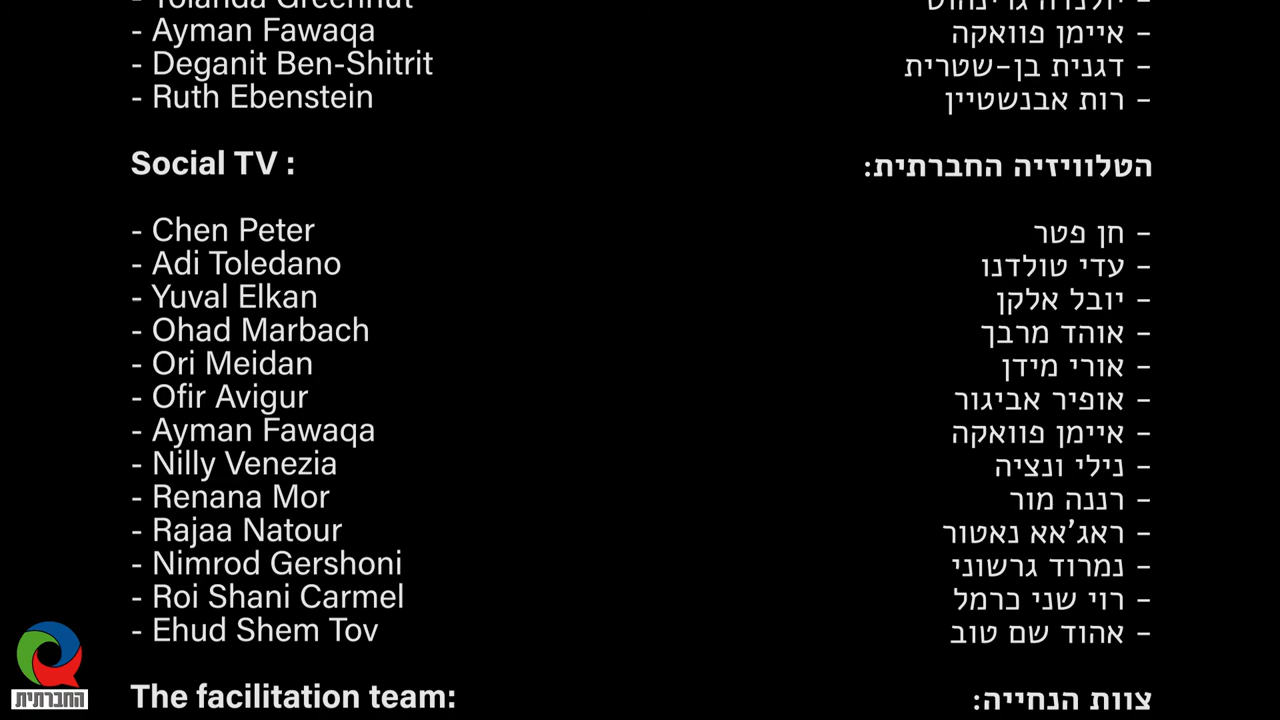 - Yolanda Greenhut
יולנדה גרינהוט -
- Ayman Fawaqa
- איימן פוואקה
- Deganit Ben-Shitrit
- דגנית בן-שטרית
- Ruth Ebenstein
- רות אבנשטיין
Social TV :
הטלוויזיה החברתית:
- Chen Peter
- חן פטר
- Adi Toledano
- עדי טולדנו
- Yuval Elkan
- יובל אלקן
- Ohad Marbach
- אוהד מרבך
- Ori Meidan
- אורי מידן
- Ofir Avigur
- אופיר אביגור
- Ayman Fawaqa
- איימן פוואקה
- Nilly Venezia
- נילי ונציה
- Renana Mor
- רננה מור
- Rajaa Natour
- ראג'אא נאטור
- Nimrod Gershoni
- נמרוד גרשוני
- Roi Shani Carmel
- רוי שני כרמל
- Ehud Shem Tov
- אהוד שם טוב
The facilitation team:
צוות הנחייה:
החברתית